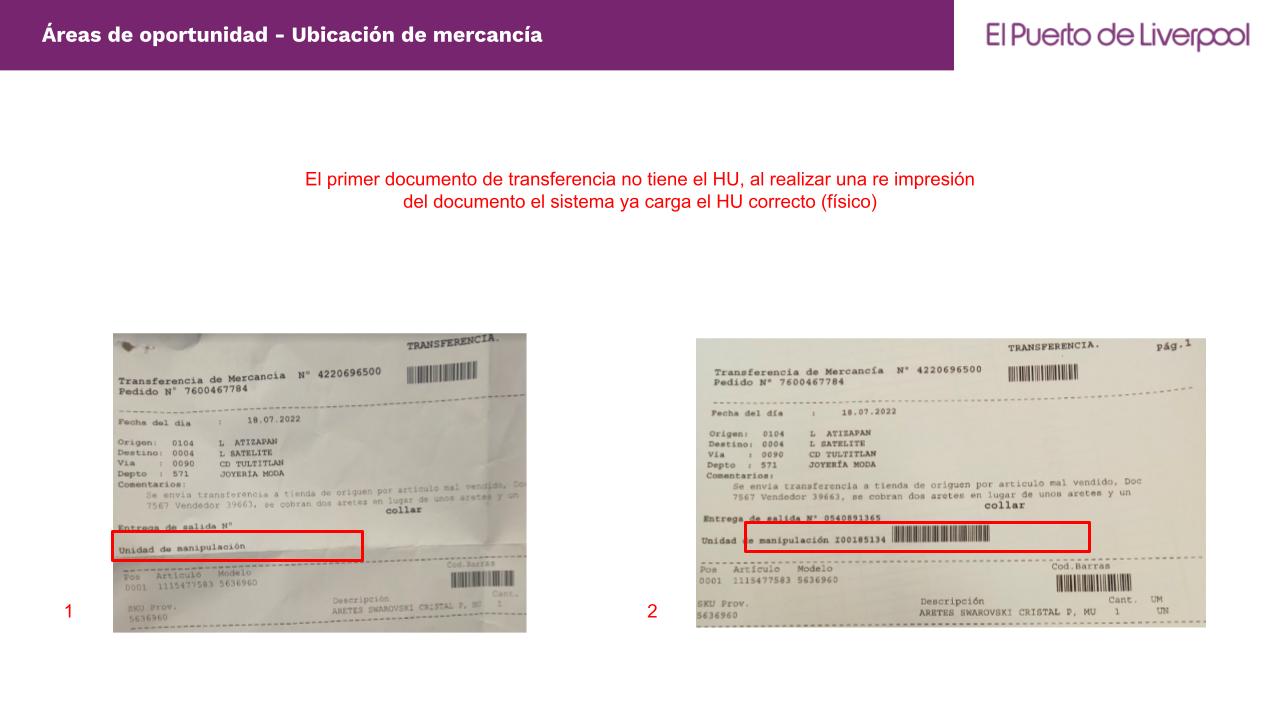 Áreas de oportunidad - Ubicación de mercancía
El Puerto de Liverpool
El primer documento de transferencia no tiene el HU, al realizar una re impresión
del documento el sistema ya carga el HU correcto (físico)
TRANSFERENCIA.
Transferencia de Mercancía N° 4220696500
Pedido N° 7600467784
Fecha del día : 18.07.2022
Origen: 0104 L ATIZAPAN
Destino: 0004 L SATELITE
Vía : 0090 CD TULTITLAN
Depto : 571 JOYERÍA MODA
Comentarios:
Se envia transferencia a tienda de origuen por articulo mal vendido, Doc
7567 Vendedor 39663, se cobran dos aretes en lugar de unos aretes y un
collar
Entrega de salida N°
Unidad de manipulación
Cod.Barras
Pos Artículo Modelo
0001 1115477583 5636960
Cant.
SKU Prov. Descripción
5636960 ARETES SWAROVSKI CRISTAL P, MU 1
1
TRANSFERENCIA. pág.1
Transferencia de Mercancía N° 4220696500
Pedido N° 7600467784
Fecha del día : 18.07.2022
Origen: 0104 L ATIZAPAN
Destino: 0004 L SATELITE
Vía : 0090 CD TULTITLAN
Depto : 571 JOYERÍA MODA
Comentarios:
Se envia transferencia a tienda de origuen por articulo mal vendido, Doc
7567 Vendedor 39663, se cobran dos aretes en lugar de unos aretes y un
collar
Entrega de salida N° 0540891365
Unidad de manipulación I00185134
Cod.Barras
Pos Artículo Modelo
0001 1115477583 5636960
SKU Prov. Descripción Cant. UM
5636960 ARETES SWAROVSKI CRISTAL P, MU 1 UN
2